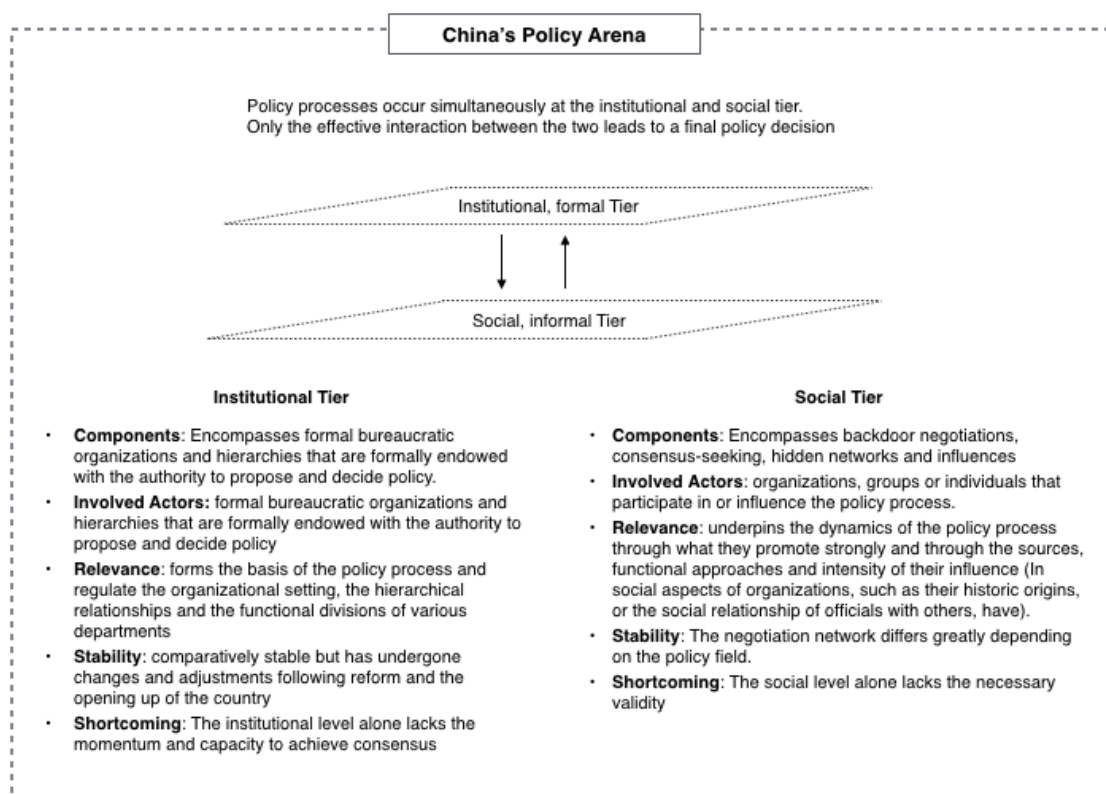 China's Policy Arena
Policy processes occur simultaneously at the institutional and social tier.
Only the effective interaction between the two leads to a final policy decision
Institutional, formal Tier
Social, informal Tier
Institutional Tier
• Components: Encompasses formal bureaucratic
organizations and hierarchies that are formally endowed
with the authority to propose and decide policy.
• Involved Actors: formal bureaucratic organizations and
hierarchies that are formally endowed with the authority to
propose and decide policy
• Relevance: forms the basis of the policy process and
regulate the organizational setting, the hierarchical
relationships and the functional divisions of various
departments
• Stability: comparatively stable but has undergone
changes and adjustments following reform and the
opening up of the country
• Shortcoming: The institutional level alone lacks the
momentum and capacity to achieve consensus
Social Tier
• Components: Encompasses backdoor negotiations,
consensus-seeking, hidden networks and influences
• Involved Actors: organizations, groups or individuals that
participate in or influence the policy process.
• Relevance: underpins the dynamics of the policy process
through what they promote strongly and through the sources,
functional approaches and intensity of their influence (In
social aspects of organizations, such as their historic origins,
or the social relationship of officials with others, have).
• Stability: The negotiation network differs greatly depending
on the policy field.
• Shortcoming: The social level alone lacks the necessary
validity